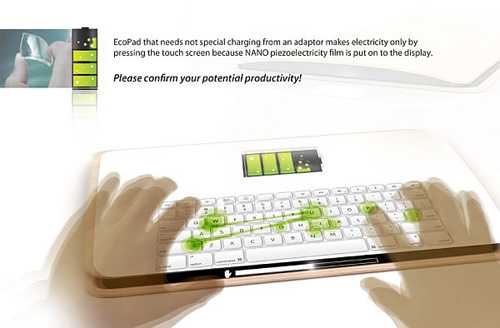 EcoPad that needs not special charging from an adaptor makes electricity only by
pressing the touch screen because NANO piezoelectricity film is put on to the display.
Please confirm your potential productivity!